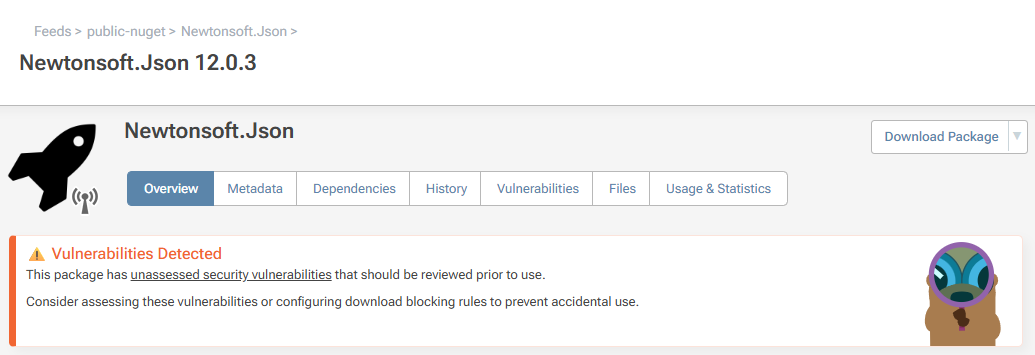 Feeds > public-nuget > Newtonsoft.Json >
Newtonsoft.Json 12.0.3
Newtonsoft.Json
Download Package
Overview Metadata Dependencies History Vulnerabilities Files Usage & Statistics
Vulnerabilities Detected
This package has unassessed security vulnerabilities that should be reviewed prior to use.
Consider assessing these vulnerabilities or configuring download blocking rules to prevent accidental use.